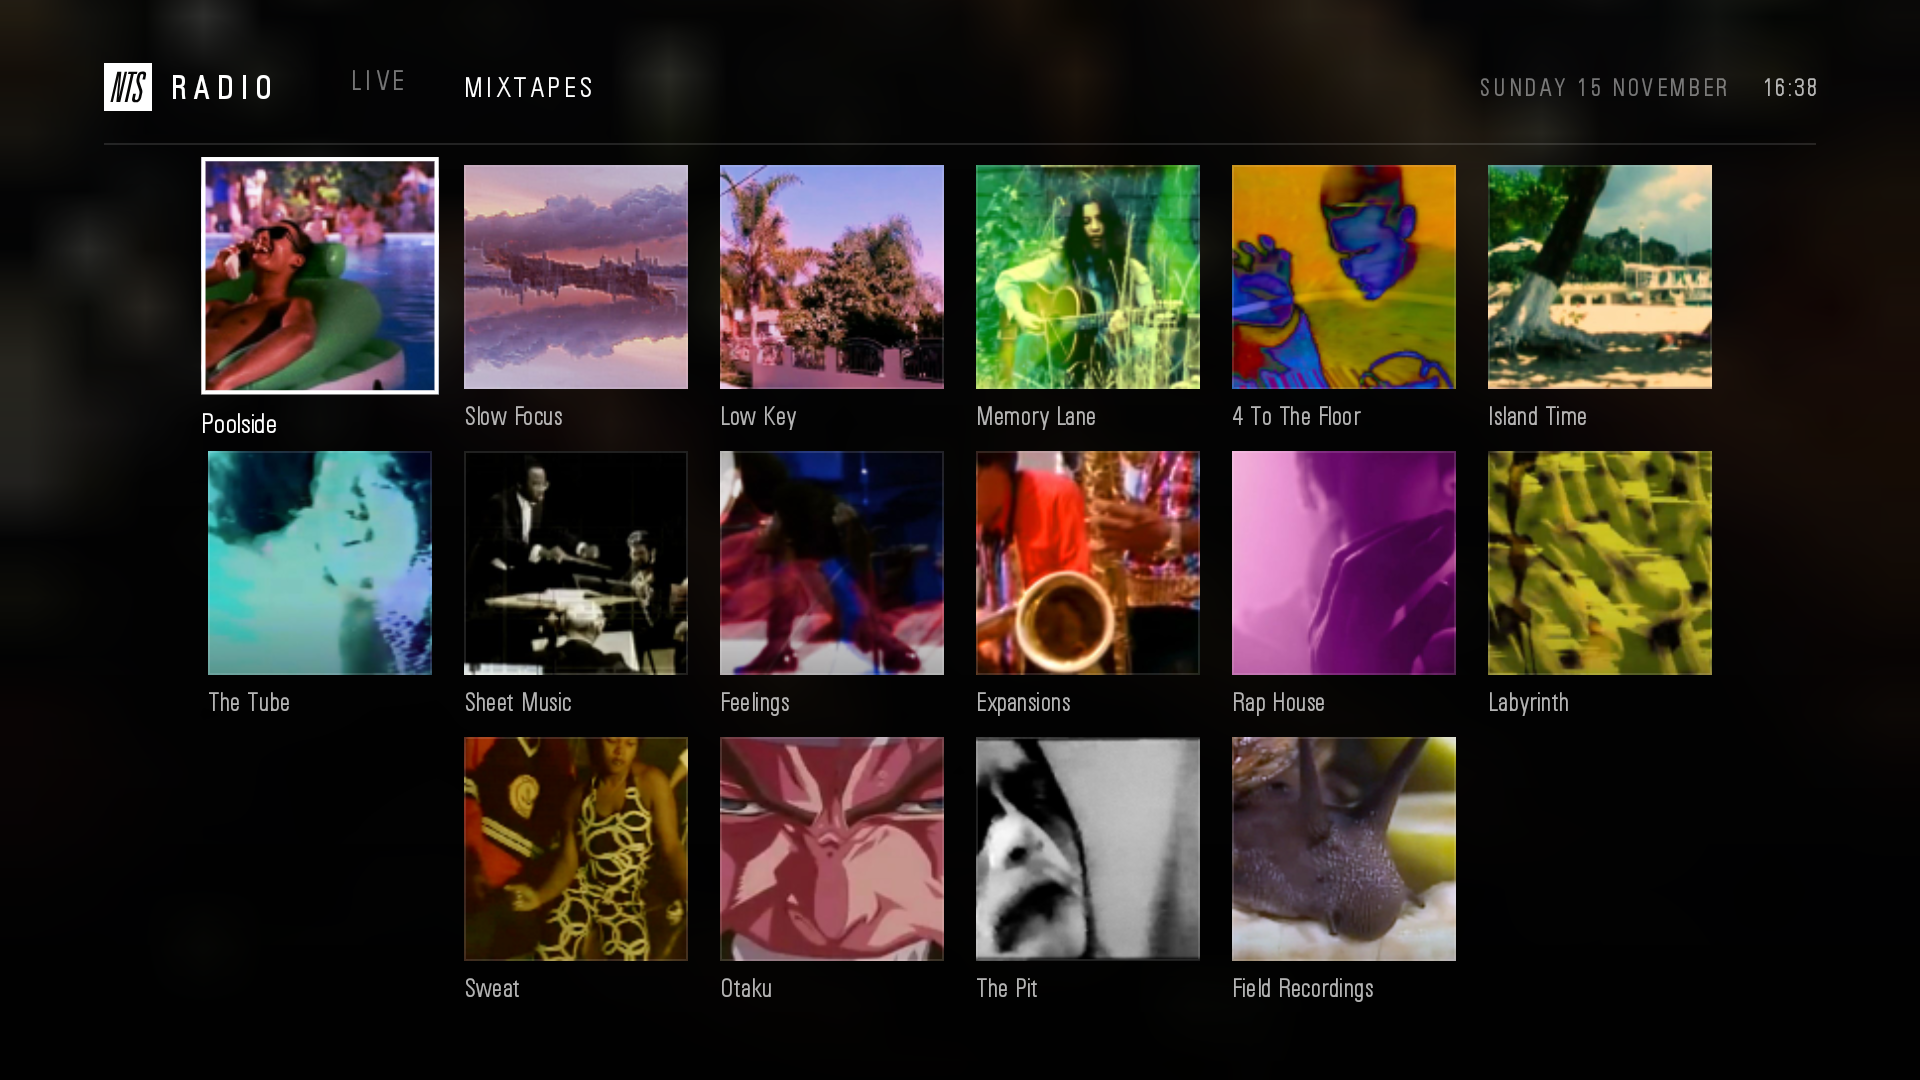 NTS RADIO LIVE MIXTAPES SUNDAY 15 NOVEMBER 16:38
Poolside Slow Focus Low Key Memory Lane 4 To The Floor Island Time
The Tube Sheet Music Feelings Expansions Rap House Labyrinth
Sweat Otaku The Pit Field Recordings